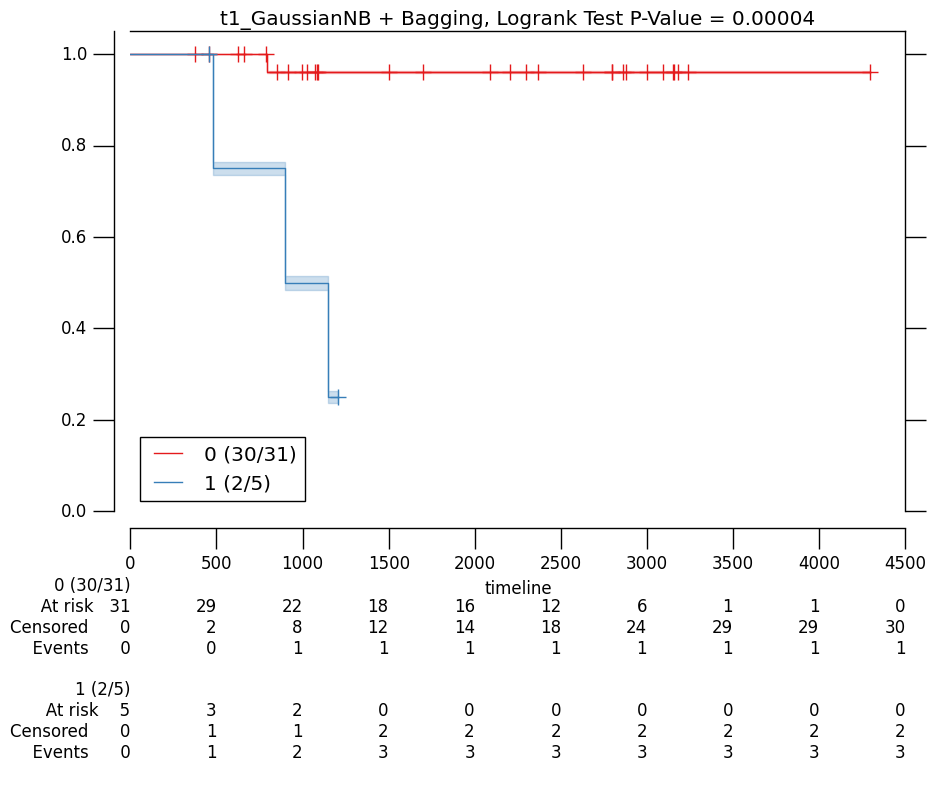 t1_GaussianNB + Bagging, Logrank Test P-Value = 0.00004
1.0
0.8
0.6
0.4
0.2
0.0
0 (30/31)
1 (2/5)
0 500 1000 1500 2000 2500 3000 3500 4000 4500
timeline
0 (30/31)
At risk 31 29 22 18 16 12 6 1 1 0
Censored 0 2 8 12 14 18 24 29 29 30
Events 0 0 1 1 1 1 1 1 1 1
1 (2/5)
At risk 5 3 2 0 0 0 0 0 0 0
Censored 0 1 1 2 2 2 2 2 2 2
Events 0 1 2 3 3 3 3 3 3 3